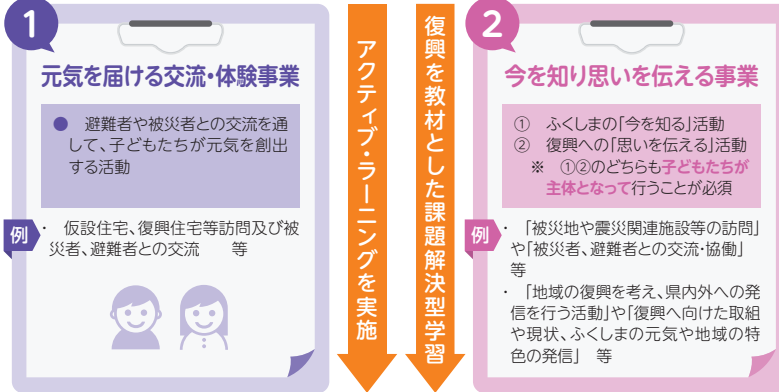 1
元気を届ける交流・体験事業
● 避難者や被災者との交流を通
して、子どもたちが元気を創出
する活動
例
・ 仮設住宅、復興住宅等訪問及び被
災者、避難者との交流 等
アクティブ・ラーニングを実施
復興を教材とした課題解決型学習
2
今を知り思いを伝える事業
① ふくしまの「今を知る」活動
② 復興への「思いを伝える」活動
※ ①②のどちらも子どもたちが
主体となって行うことが必須
例
・ 「被災地や震災関連施設等の訪問」
や「被災者、避難者との交流・協働」
等
・ 「地域の復興を考え、県内外への発
信を行う活動」や「復興へ向けた取組
や現状、ふくしまの元気や地域の特
色の発信」 等